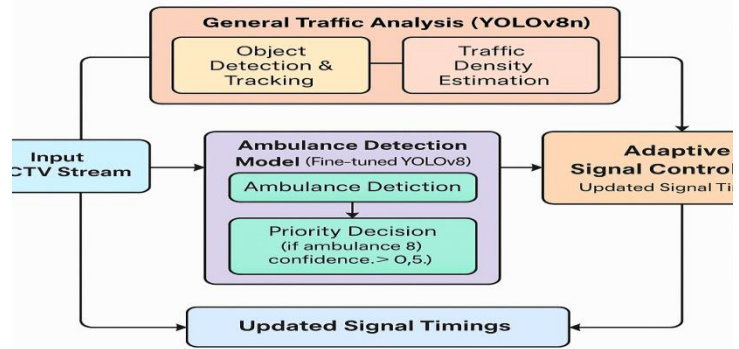 General Traffic Analysis (YOLOv8n)
Object
Detection &
Tracking
Traffic
Density
Estimation
Input
CTV Stream
Ambulance Detection
Model (Fine-tuned YOLOv8)
Ambulance Detiction
Priority Decision
(if ambulance 8)
confidence.> 0,5.)
Adaptive
Signal Control
Updated Signal Ti
Updated Signal Timings